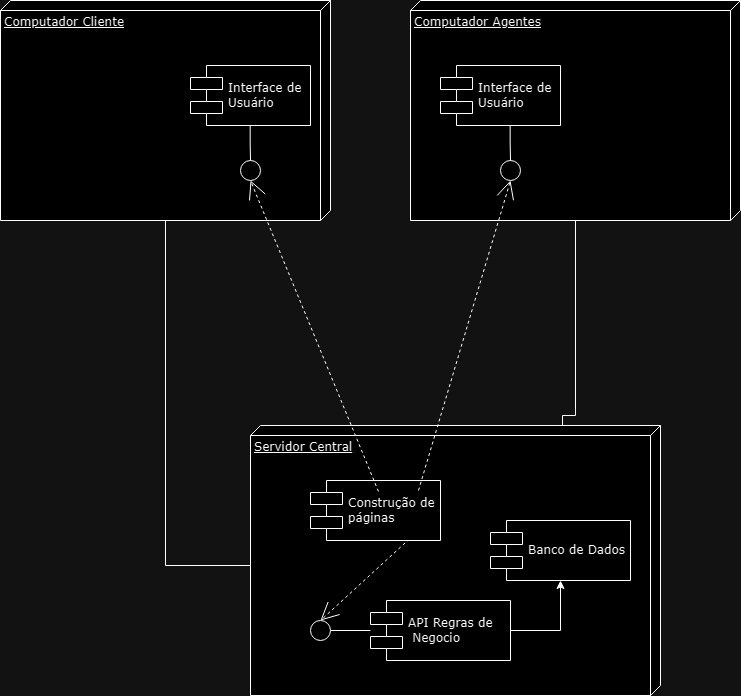 Computador Cliente
Computador Agentes
Interface de
Usuário
Interface de
Usuário
Servidor Central
Construção de
páginas
Banco de Dados
API Regras de
Negocio